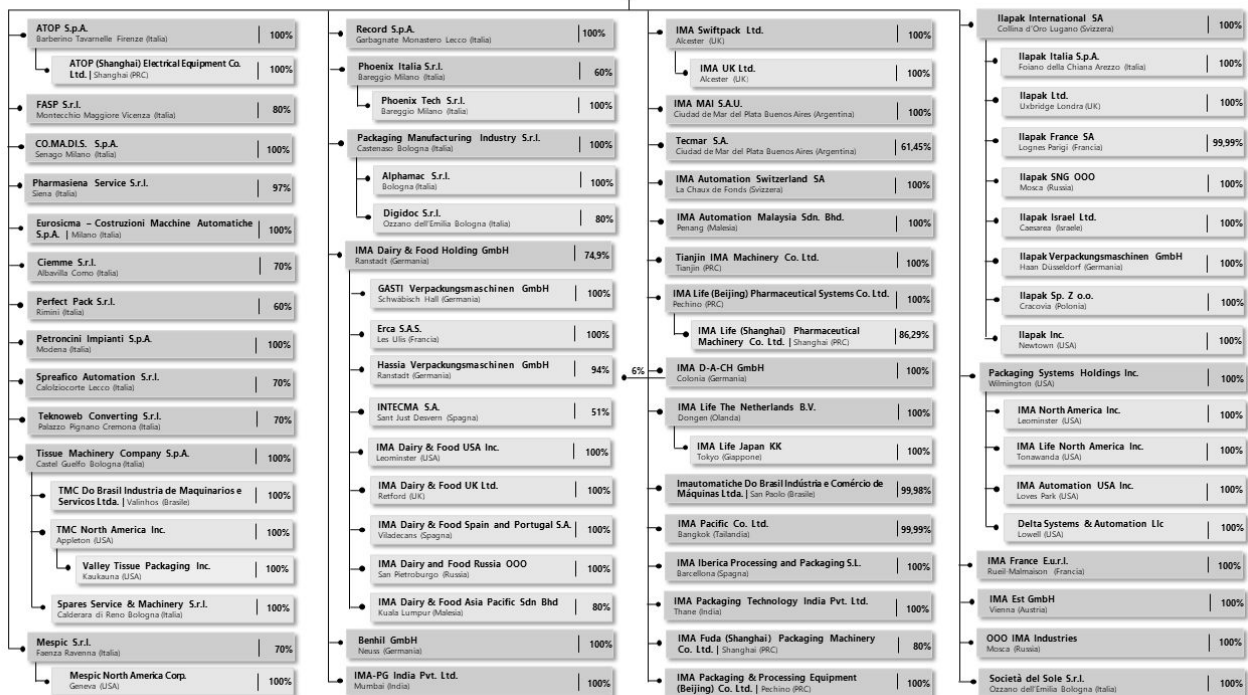 ATOP S.p.A.
Barberino Tavarnelle Firenze (Italia)
100%
ATOP (Shanghai) Electrical Equipment Co.
Ltd. | Shanghai (PRC)
100%
FASP S.r.l.
Montecchio Maggiore Vicenza (Italia)
80%
CO.MA.DI.S. S.p.A.
Senago Milano (Italia)
100%
Pharmasiena Service S.r.l.
Siena (Italia)
97%
Eurosicma – Costruzioni Macchine Automatiche
S.p.A. | Milano (Italia)
100%
Ciemme S.r.l.
Albavilla Como (Italia)
70%
Perfect Pack S.r.l.
Rimini (Italia)
60%
Petroncini Impianti S.p.A.
Modena (Italia)
100%
Spreafico Automation S.r.l.
Calolziocorte Lecco (Italia)
70%
Teknoweb Converting S.r.l.
Palazzo Pignano Cremona (Italia)
70%
Tissue Machinery Company S.p.A.
Castel Guelfo Bologna (Italia)
100%
TMC Do Brasil Industria de Maquinarios e
Servicos Ltda. | Valinhos (Brasile)
100%
TMC North America Inc.
Appleton (USA)
100%
Valley Tissue Packaging Inc.
Kaukauna (USA)
100%
Spares Service & Machinery S.r.l.
Calderara di Reno Bologna (Italia)
100%
Mespic S.r.l.
Faenza Ravenna (Italia)
70%
Mespic North America Corp.
Geneva (USA)
100%
Record S.p.A.
Garbagnate Monastero Lecco (Italia)
100%
Phoenix Italia S.r.l.
Bareggio Milano (Italia)
60%
Phoenix Tech S.r.l.
Bareggio Milano (Italia)
100%
Packaging Manufacturing Industry S.r.l.
Castenaso Bologna (Italia)
100%
Alphamac S.r.l.
Bologna (Italia)
100%
Digidoc S.r.l.
Ozzano dell'Emilia Bologna (Italia)
80%
IMA Dairy & Food Holding GmbH
Ranstadt (Germania)
74,9%
GASTI Verpackungsmaschinen GmbH
Schwäbisch Hall (Germania)
100%
Erca S.A.S.
Les Ulis (Francia)
100%
Hassia Verpackungsmaschinen GmbH
Ranstadt (Germania)
94%
INTECMA S.A.
Sant Just Desvern (Spagna)
51%
IMA Dairy & Food USA Inc.
Leominster (USA)
100%
IMA Dairy & Food UK Ltd.
Retford (UK)
100%
IMA Dairy & Food Spain and Portugal S.A.
Viladecans (Spagna)
100%
IMA Dairy and Food Russia OOO
San Pietroburgo (Russia)
100%
IMA Dairy & Food Asia Pacific Sdn Bhd
Kuala Lumpur (Malesia)
80%
Benhil GmbH
Neuss (Germania)
100%
IMA-PG India Pvt. Ltd.
Mumbai (India)
100%
IMA Swiftpack Ltd.
Alcester (UK)
100%
IMA UK Ltd.
Alcester (UK)
100%
IMA MAI S.A.U.
Ciudad de Mar del Plata Buenos Aires (Argentina)
100%
Tecmar S.A.
Ciudad de Mar del Plata Buenos Aires (Argentina)
61,45%
IMA Automation Switzerland SA
La Chaux de Fonds (Svizzera)
100%
IMA Automation Malaysia Sdn. Bhd.
Penang (Malesia)
100%
Tianjin IMA Machinery Co. Ltd.
Tianjin (PRC)
100%
IMA Life (Beijing) Pharmaceutical Systems Co. Ltd.
Pechino (PRC)
100%
IMA Life (Shanghai) Pharmaceutical
Machinery Co. Ltd. | Shanghai (PRC)
86,29%
6%
IMA D-A-CH GmbH
Colonia (Germania)
100%
IMA Life The Netherlands B.V.
Dongen (Olanda)
100%
IMA Life Japan KK
Tokyo (Giappone)
100%
Imautomatiche Do Brasil Indústria e Comércio de
Máquinas Ltda. | San Paolo (Brasile)
99,98%
IMA Pacific Co. Ltd.
Bangkok (Tailandia)
99,99%
IMA Iberica Processing and Packaging S.L.
Barcellona (Spagna)
100%
IMA Packaging Technology India Pvt. Ltd.
Thane (India)
100%
IMA Fuda (Shanghai) Packaging Machinery
Co. Ltd. | Shanghai (PRC)
80%
IMA Packaging & Processing Equipment
(Beijing) Co. Ltd. | Pechino (PRC)
100%
Ilapak International SA
Collina d'Oro Lugano (Svizzera)
100%
Ilapak Italia S.p.A.
Foiano della Chiana Arezzo (Italia)
100%
Ilapak Ltd.
Uxbridge Londra (UK)
100%
Ilapak France SA
Lognes Parigi (Francia)
99,99%
Ilapak SNG OOO
Mosca (Russia)
100%
Ilapak Israel Ltd.
Caesarea (Israele)
100%
Ilapak Verpackungsmaschinen GmbH
Haan Düsseldorf (Germania)
100%
Ilapak Sp. Z o.o.
Cracovia (Polonia)
100%
Ilapak Inc.
Newtown (USA)
100%
Packaging Systems Holdings Inc.
Wilmington (USA)
100%
IMA North America Inc.
Leominster (USA)
100%
IMA Life North America Inc.
Tonawanda (USA)
100%
IMA Automation USA Inc.
Loves Park (USA)
100%
Delta Systems & Automation Llc
Lowell (USA)
100%
IMA France E.u.r.l.
Rueil-Malmaison (Francia)
100%
IMA Est GmbH
Vienna (Austria)
100%
OOO IMA Industries
Mosca (Russia)
100%
Società del Sole S.r.l.
Ozzano dell'Emilia Bologna (Italia)
100%